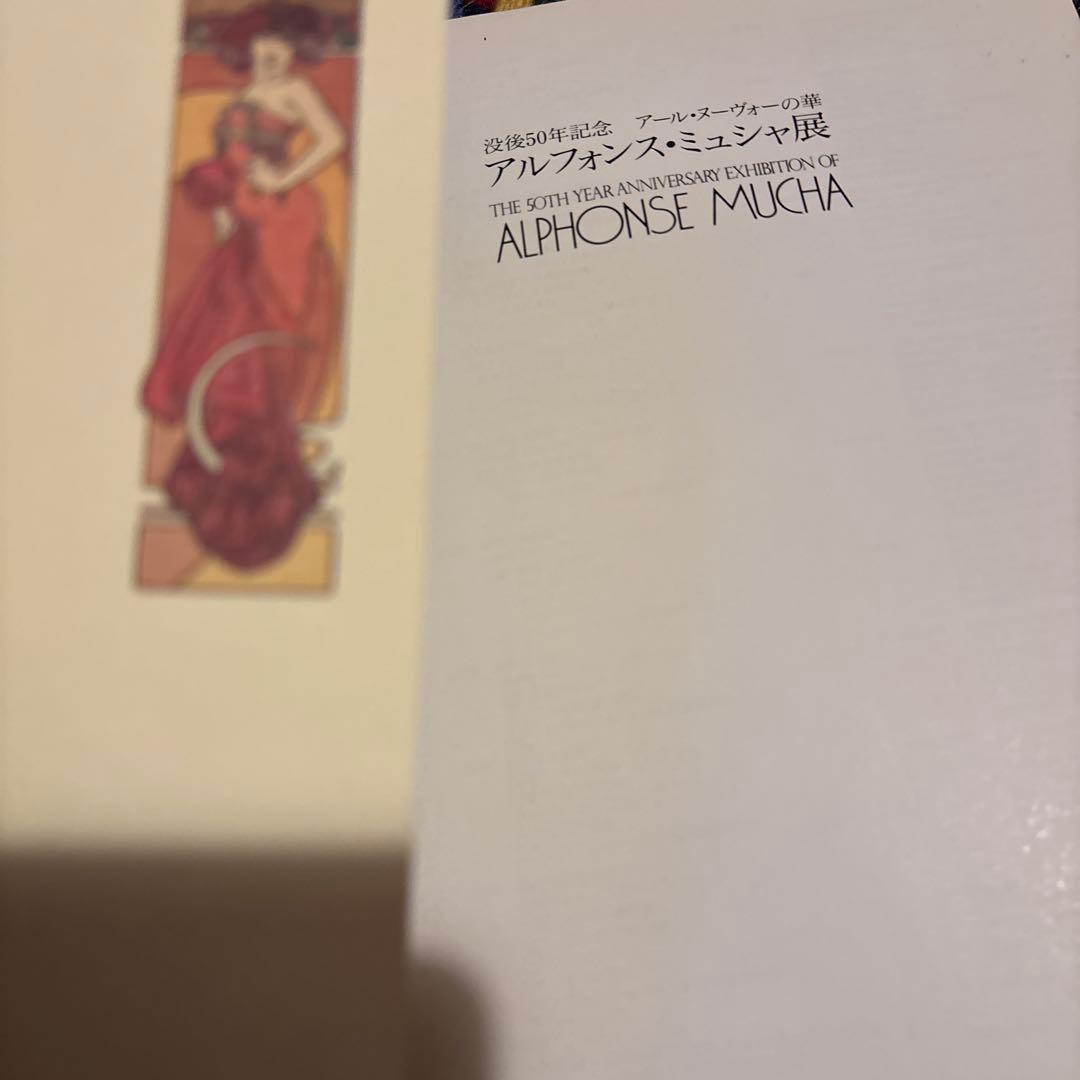 没後50年記念　アール・ヌーヴォーの華
アルフォンス・ミュシャ展
THE 50TH YEAR ANNIVERSARY EXHIBITION OF
ALPHONSE MUCHA